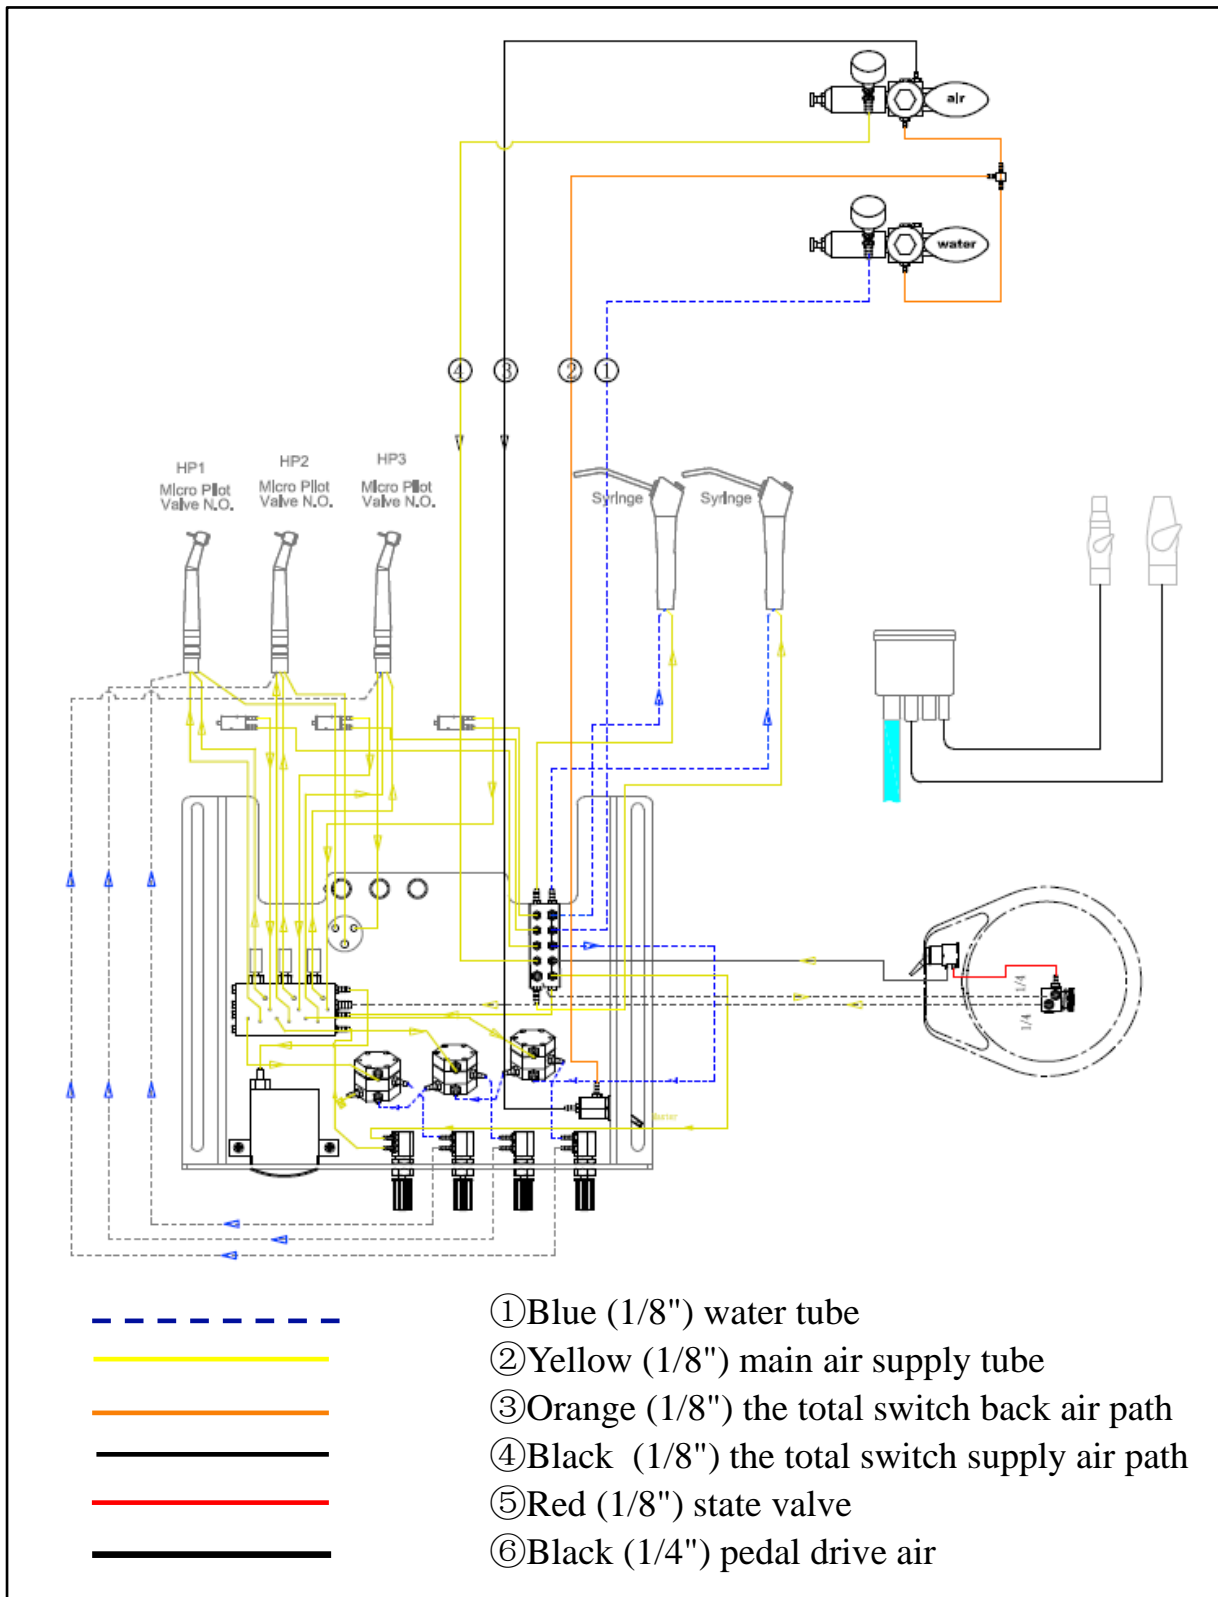 air
water
④ ③ ② ①
HP1 HP2 HP3
Micro Pilot Micro Pilot Micro Pilot
Valve N.O. Valve N.O. Valve N.O.
Syringe Syringe
1/4
1/4
①Blue (1/8") water tube
②Yellow (1/8") main air supply tube
③Orange (1/8") the total switch back air path
④Black (1/8") the total switch supply air path
⑤Red (1/8") state valve
⑥Black (1/4") pedal drive air